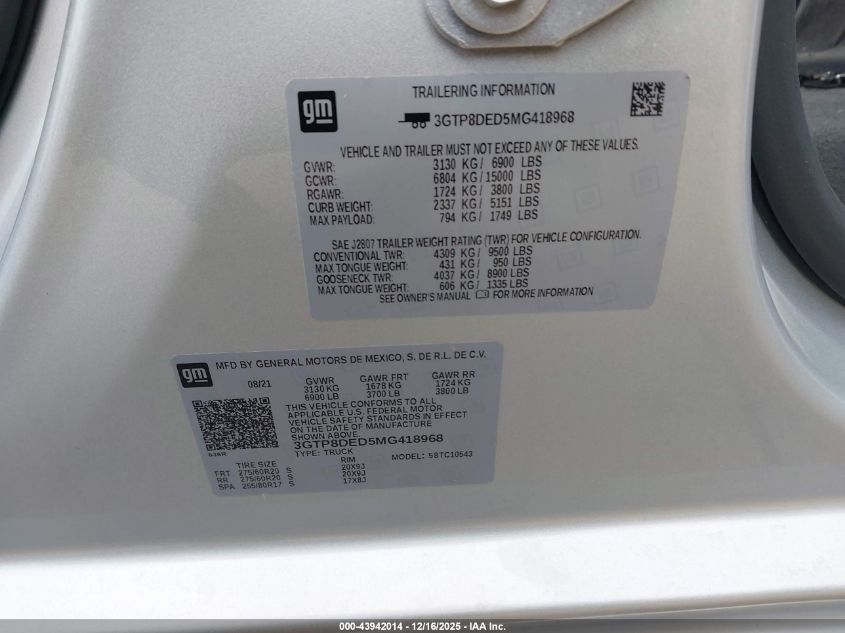 gm
TRAILERING INFORMATION
3GTP8DED5MG418968
VEHICLE AND TRAILER MUST NOT EXCEED ANY OF THESE VALUES.
GVWR: 3130 KG / 6900 LBS
GCWR: 6804 KG / 15000 LBS
RGAWR: 1724 KG / 3800 LBS
CURB WEIGHT: 2337 KG / 5151 LBS
MAX PAYLOAD: 794 KG / 1749 LBS
SAE J2807 TRAILER WEIGHT RATING (TWR) FOR VEHICLE CONFIGURATION.
CONVENTIONAL TWR: 4309 KG / 9500 LBS
MAX TONGUE WEIGHT: 431 KG / 950 LBS
GOOSENECK TWR: 4037 KG / 8900 LBS
MAX TONGUE WEIGHT: 606 KG / 1335 LBS
SEE OWNER'S MANUAL FOR MORE INFORMATION
gm
MFD BY GENERAL MOTORS DE MEXICO, S. DE R.L. DE C.V.
08/21 GVWR GAWR FRT GAWR RR
3130 KG 1678 KG 1724 KG
6900 LB 3700 LB 3800 LB
THIS VEHICLE CONFORMS TO ALL
APPLICABLE U.S. FEDERAL MOTOR
VEHICLE SAFETY STANDARDS IN EFFECT
ON THE DATE OF MANUFACTURE
SHOWN ABOVE.
3GTP8DED5MG418968
TYPE: TRUCK MODEL: 58TC10543
TIRE SIZE RIM
FRT 275/60R20 S 20X9J
RR 275/60R20 S 20X9J
SPA 255/80R17 S 17X8J
000-43942014 - 12/16/2025 - IAA Inc.